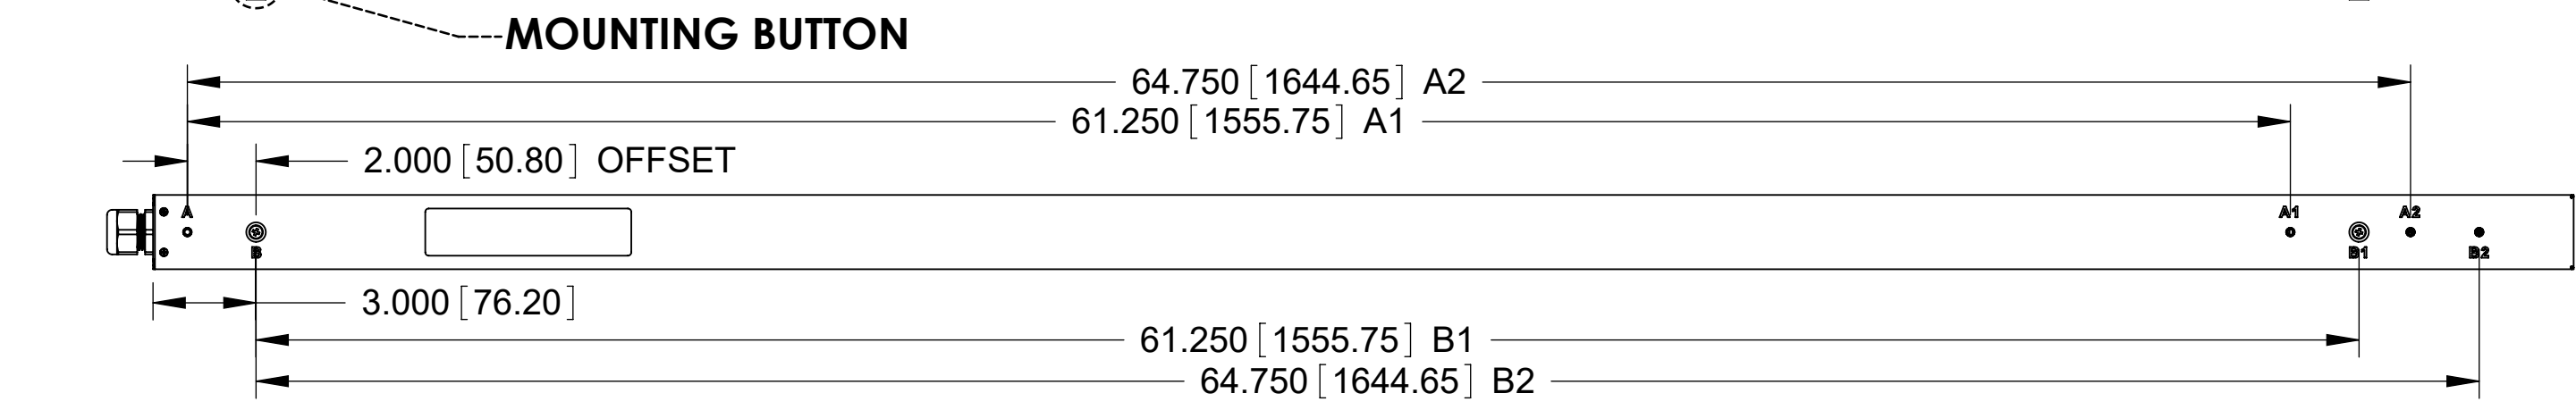 MOUNTING BUTTON
64.750 [1644.65] A2
61.250 [1555.75] A1
2.000 [50.80] OFFSET
A
A1
A2
B
B1
B2
3.000 [76.20]
61.250 [1555.75] B1
64.750 [1644.65] B2